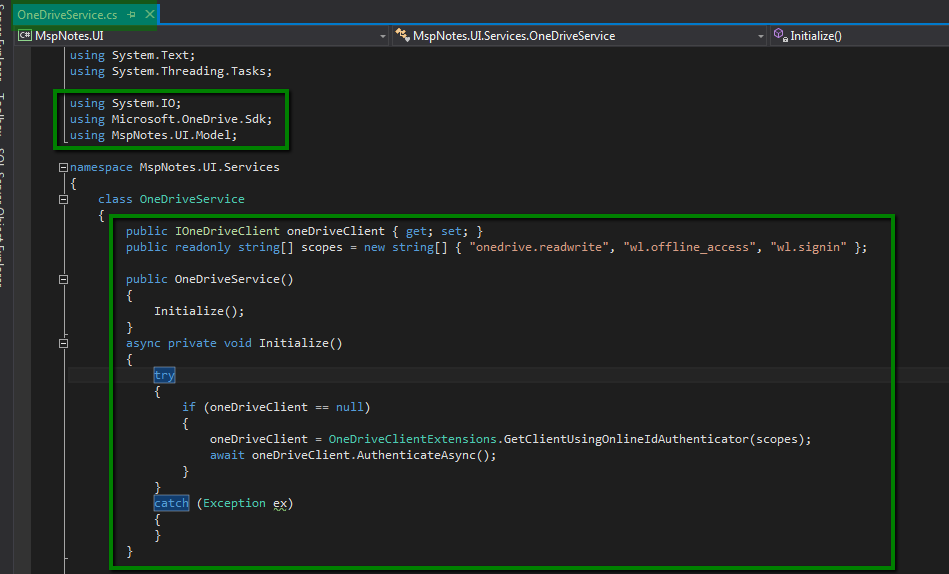 OneDriveService.cs
C# MspNotes.UI
MspNotes.UI.Services.OneDriveService
Initialize()
using System.Text;
using System.Threading.Tasks;
using System.IO;
using Microsoft.OneDrive.Sdk;
using MspNotes.UI.Model;
namespace MspNotes.UI.Services
{
class OneDriveService
{
public IOneDriveClient oneDriveClient { get; set; }
public readonly string[] scopes = new string[] { "onedrive.readwrite", "wl.offline_access", "wl.signin" };
public OneDriveService()
{
Initialize();
}
async private void Initialize()
{
try
{
if (oneDriveClient == null)
{
oneDriveClient = OneDriveClientExtensions.GetClientUsingOnlineIdAuthenticator(scopes);
await oneDriveClient.AuthenticateAsync();
}
}
catch (Exception ex)
{
}
}